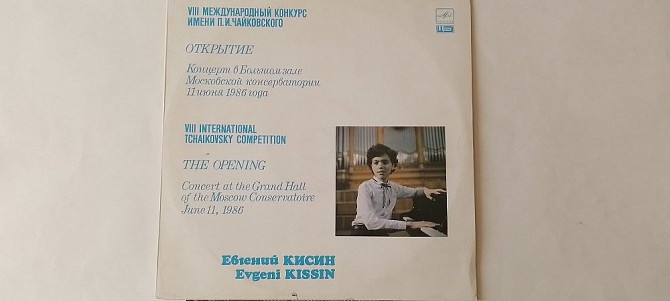 VIII МЕЖДУНАРОДНЫЙ КОНКУРС
ИМЕНИ П.И.ЧАЙКОВСКОГО
ОТКРЫТИЕ
Концерт в Большом зале
Московской консерватории
11 июня 1986 года
VIII INTERNATIONAL
TCHAIKOVSKY COMPETITION
THE OPENING
Concert at the Grand Hall
of the Moscow Conservatoire
June 11, 1986
Евгений КИСИН
Evgeni KISSIN